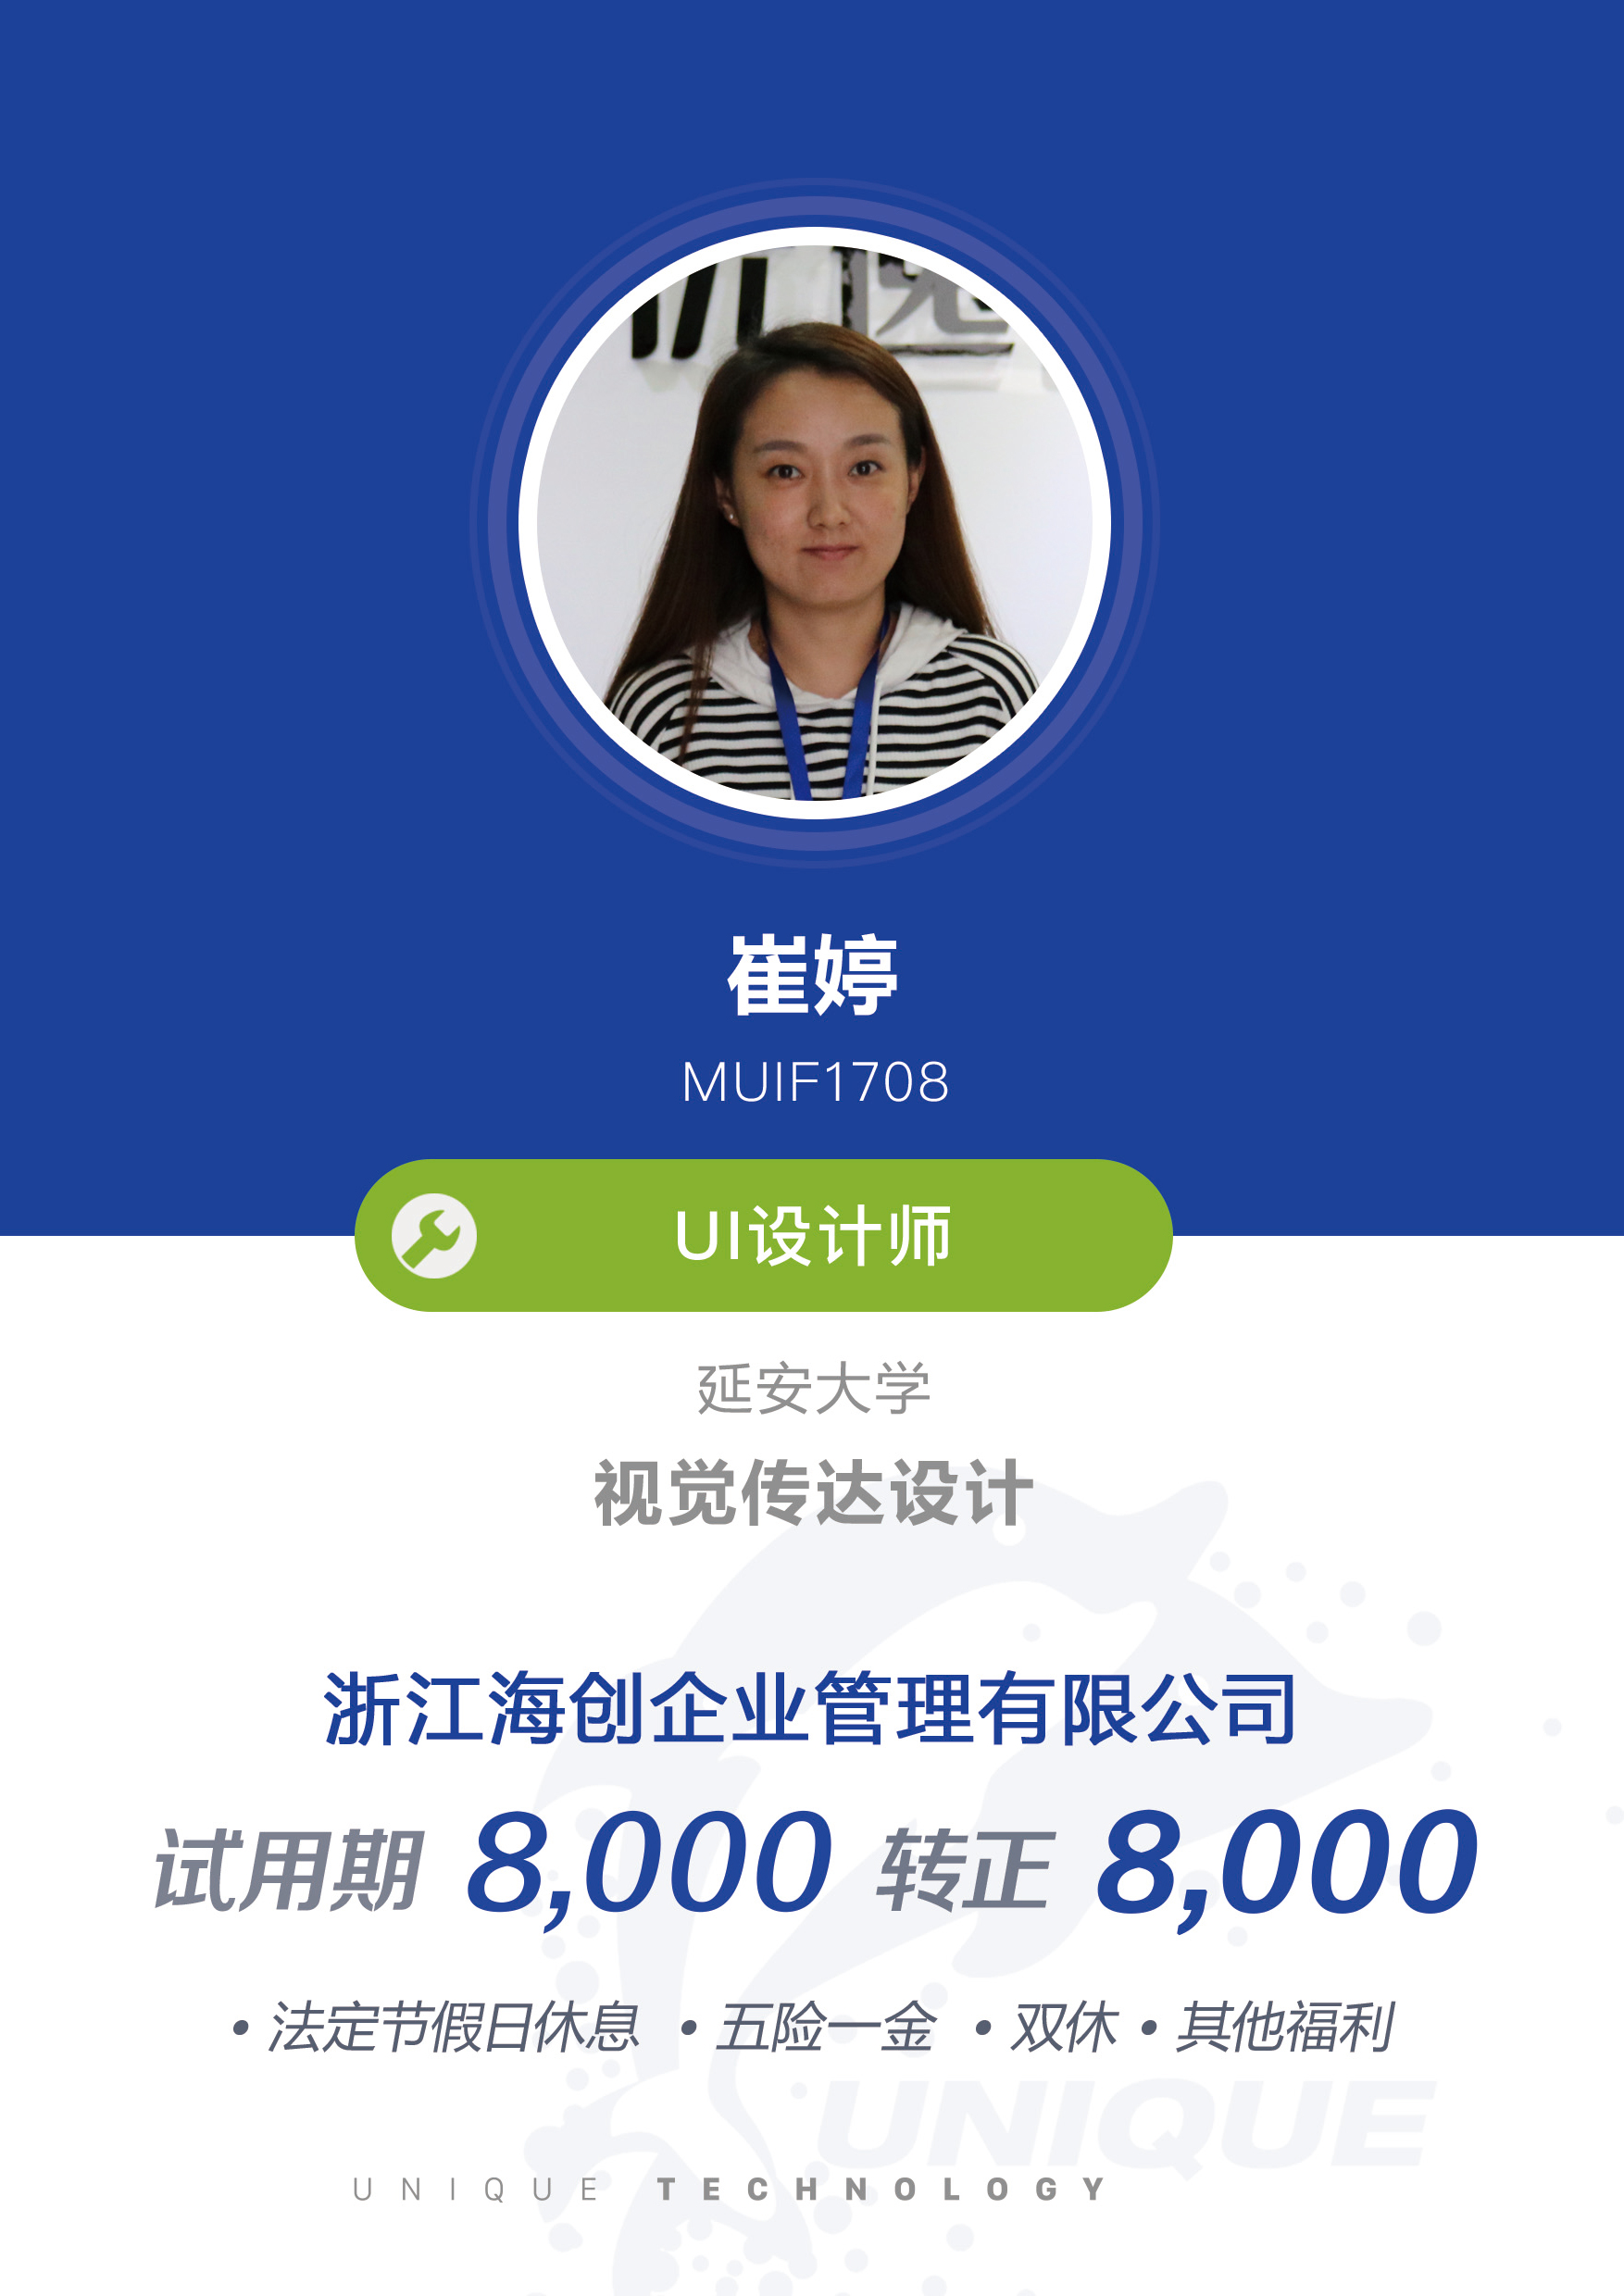 崔婷
MUIF1708
UI设计师
延安大学
视觉传达设计
浙江海创企业管理有限公司
试用期 8,000 转正 8,000
• 法定节假日休息 • 五险一金 • 双休 • 其他福利
UNIQUE
UNIQUE TECHNOLOGY